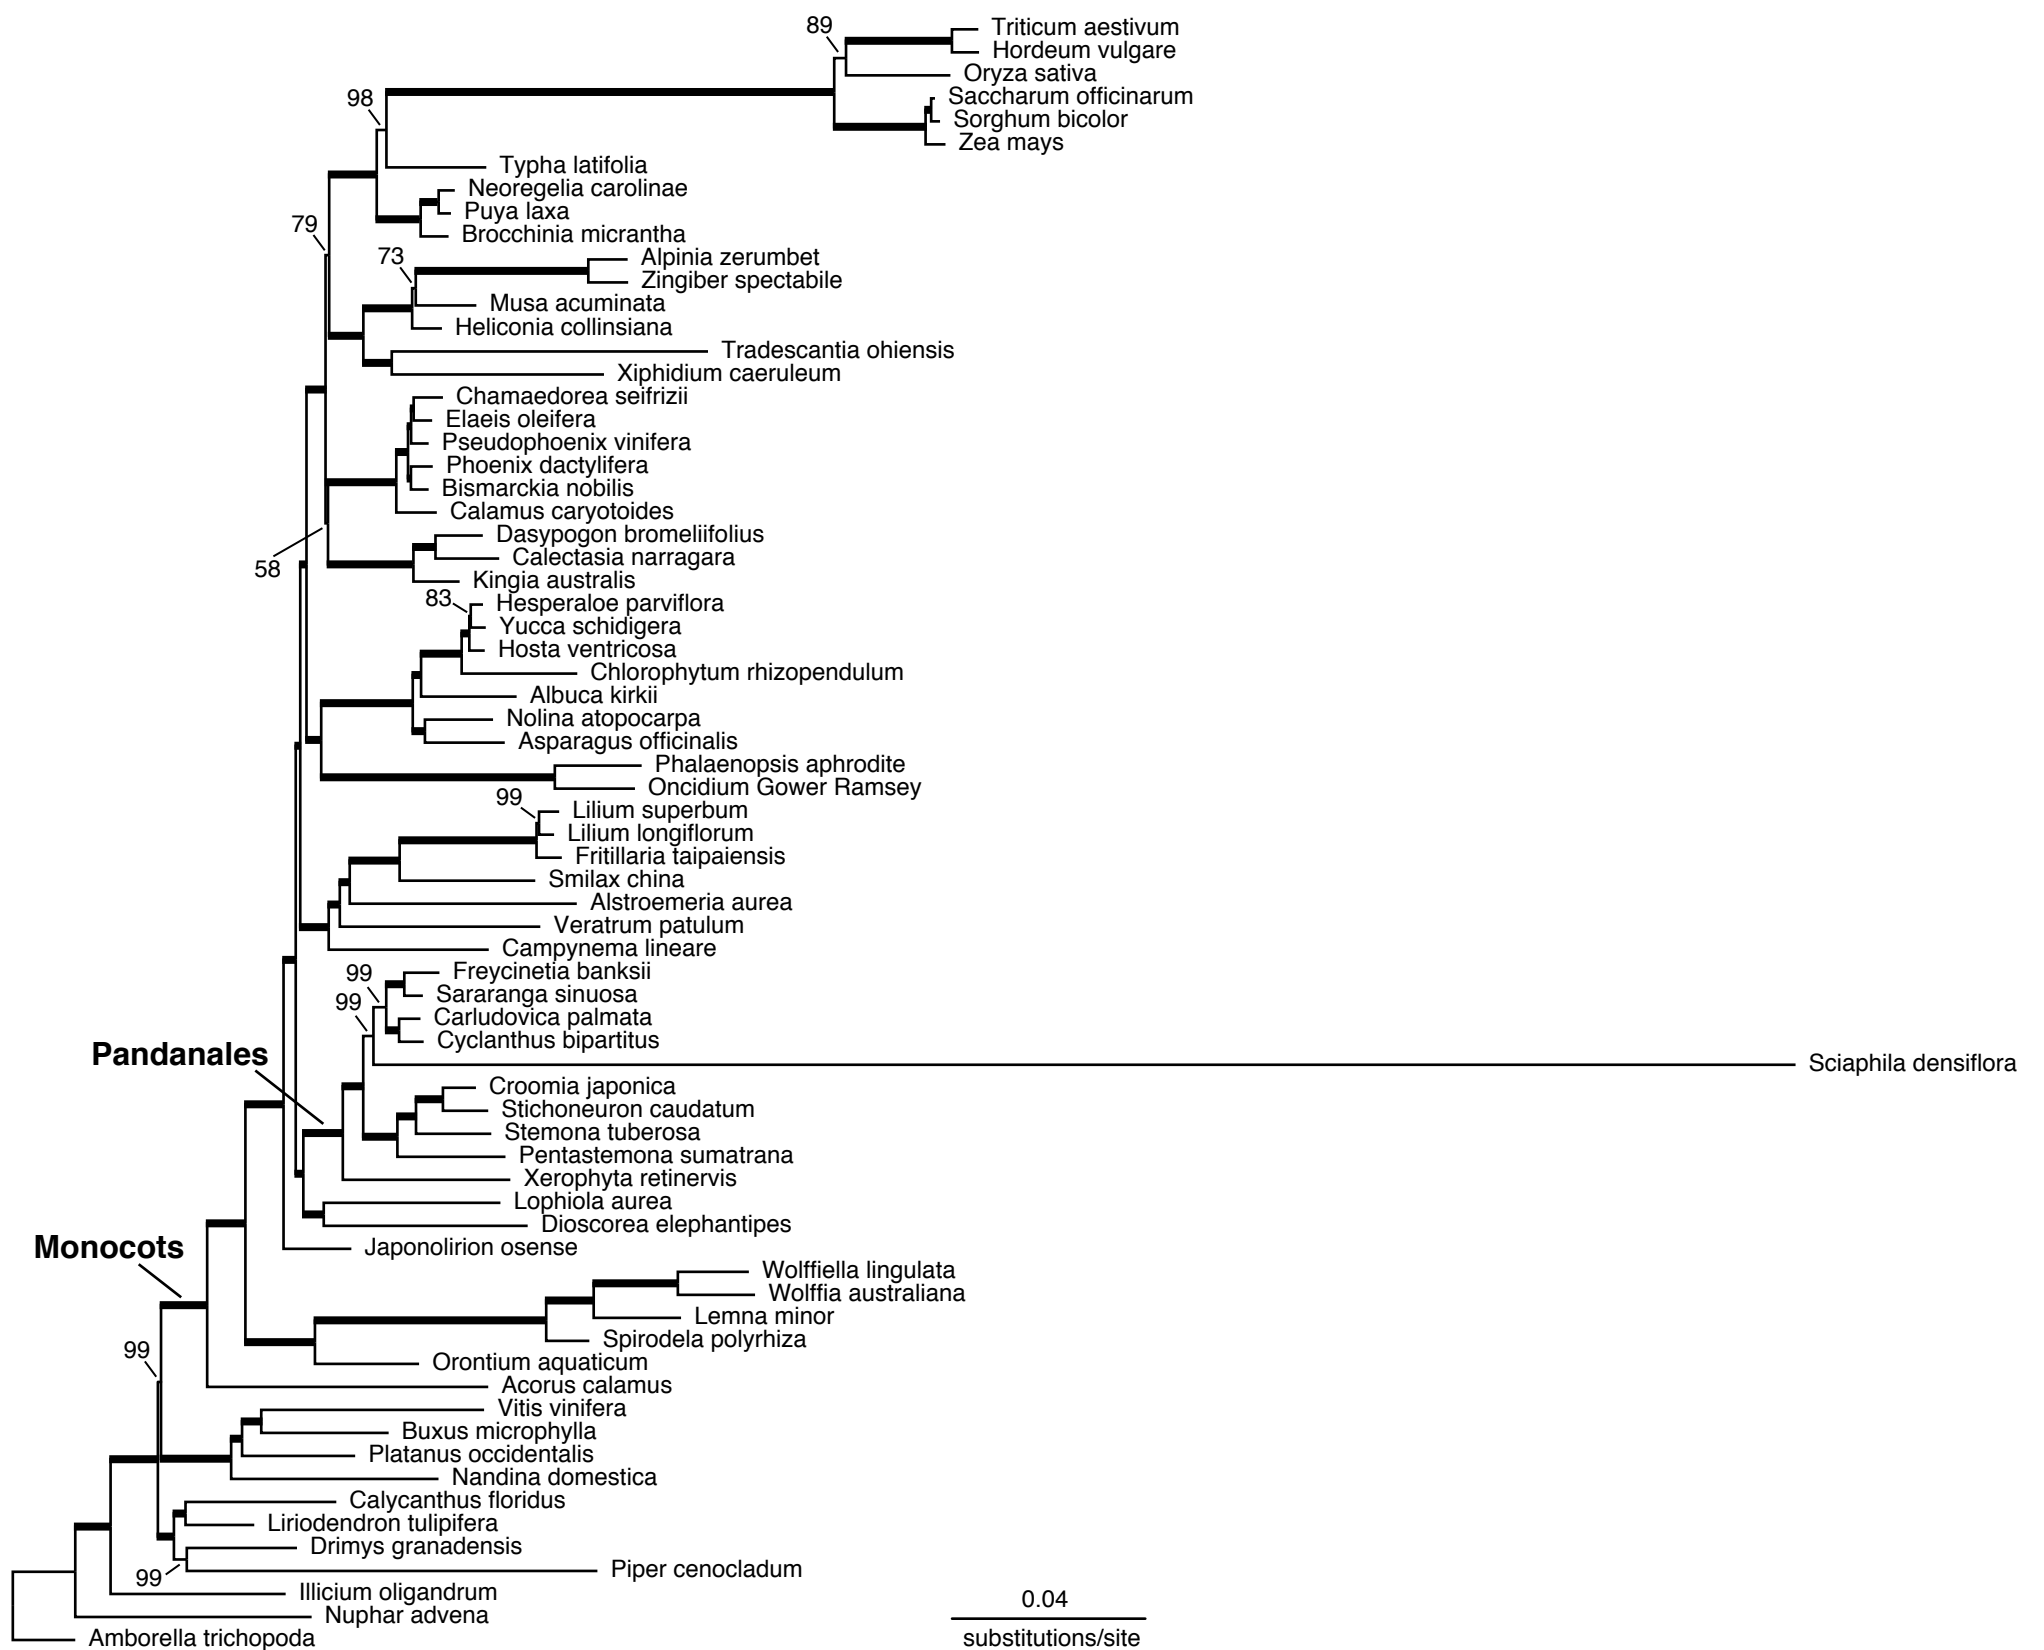 89
Triticum aestivum
Hordeum vulgare
Oryza sativa
98
Saccharum officinarum
Sorghum bicolor
Zea mays
Typha latifolia
Neoregelia carolinae
Puya laxa
79
Brocchinia micrantha
73
Alpinia zerumbet
Zingiber spectabile
Musa acuminata
Heliconia collinsiana
Tradescantia ohiensis
Xiphidium caeruleum
Chamaedorea seifrizii
Elaeis oleifera
Pseudophoenix vinifera
Phoenix dactylifera
Bismarckia nobilis
Calamus caryotoides
Dasypogon bromeliifolius
Calectasia narragara
58
Kingia australis
83
Hesperaloe parviflora
Yucca schidigera
Hosta ventricosa
Chlorophytum rhizopendulum
Albuca kirkii
Nolina atopocarpa
Asparagus officinalis
Phalaenopsis aphrodite
Oncidium Gower Ramsey
99
Lilium superbum
Lilium longiflorum
Fritillaria taipaiensis
Smilax china
Alstroemeria aurea
Veratrum patulum
Campynema lineare
99
Freycinetia banksii
99
Sararanga sinuosa
Carludovica palmata
Cyclanthus bipartitus
Pandanales
Sciaphila densiflora
Croomia japonica
Stichoneuron caudatum
Stemona tuberosa
Pentastemona sumatrana
Xerophyta retinervis
Lophiola aurea
Dioscorea elephantipes
Monocots
Japonolirion osense
Wolffiella lingulata
Wolffia australiana
Lemna minor
Spirodela polyrhiza
99
Orontium aquaticum
Acorus calamus
Vitis vinifera
Buxus microphylla
Platanus occidentalis
Nandina domestica
Calycanthus floridus
Liriodendron tulipifera
Drimys granadensis
99
Piper cenocladum
Illicium oligandrum
0.04
Nuphar advena
Amborella trichopoda
substitutions/site